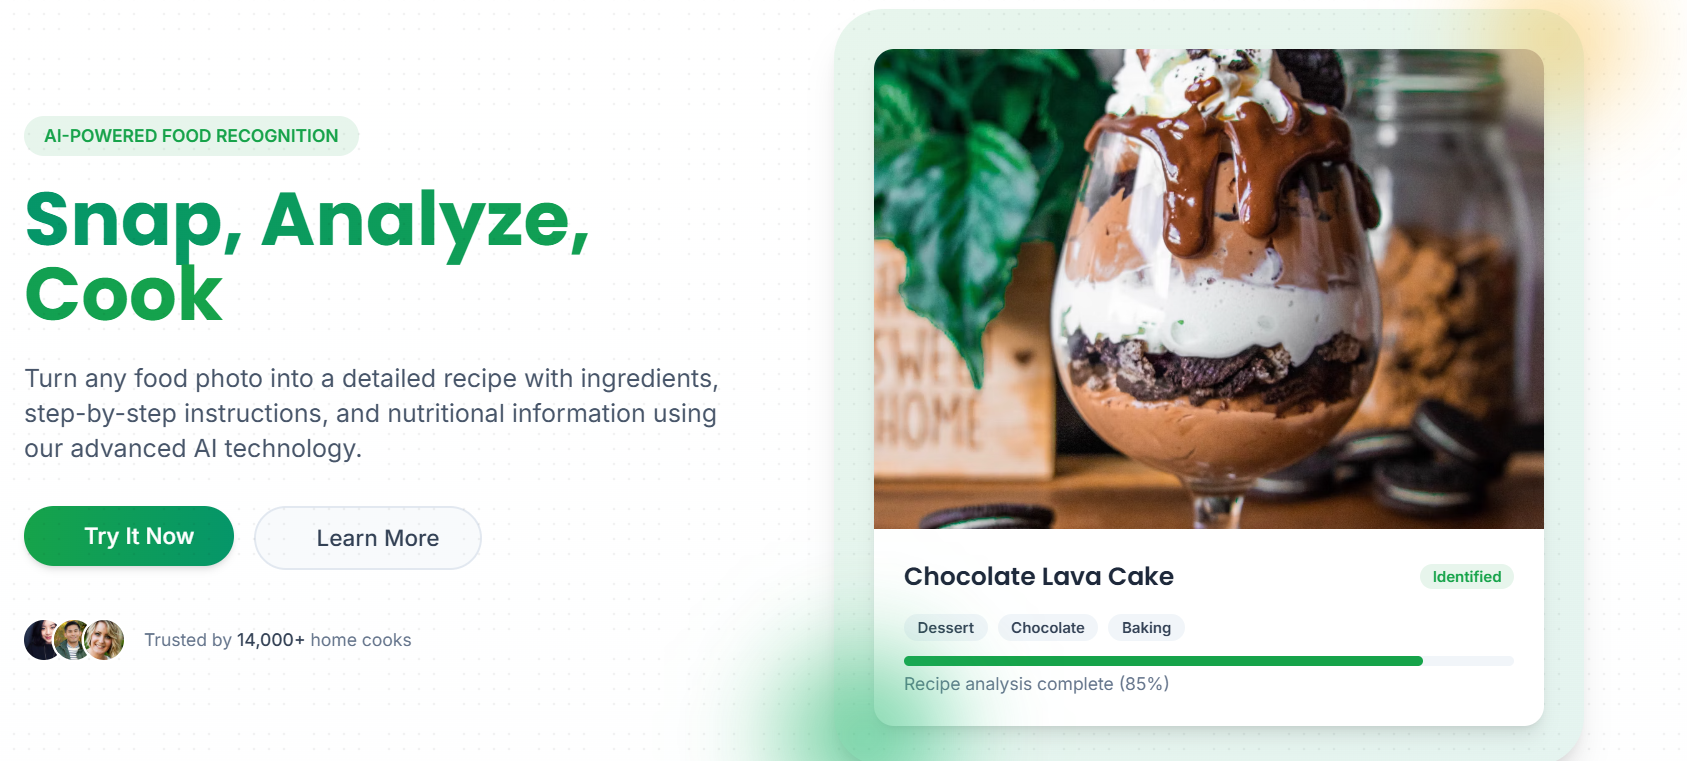 AI-POWERED FOOD RECOGNITION
Snap, Analyze,
Cook
Turn any food photo into a detailed recipe with ingredients,
step-by-step instructions, and nutritional information using
our advanced AI technology.
Try It Now
Learn More
Trusted by 14,000+ home cooks
HOME
Chocolate Lava Cake
Identified
Dessert
Chocolate
Baking
Recipe analysis complete (85%)